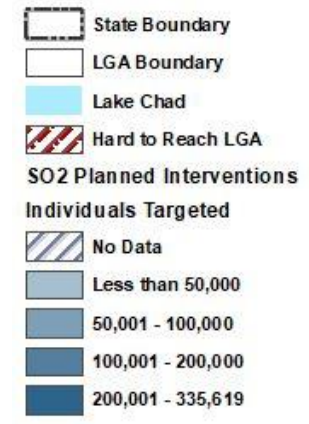 State Boundary
LGA Boundary
Lake Chad
Hard to Reach LGA
SO2 Planned Interventions
Individuals Targeted
No Data
Less than 50,000
50,001 - 100,000
100,001 - 200,000
200,001 - 335,619